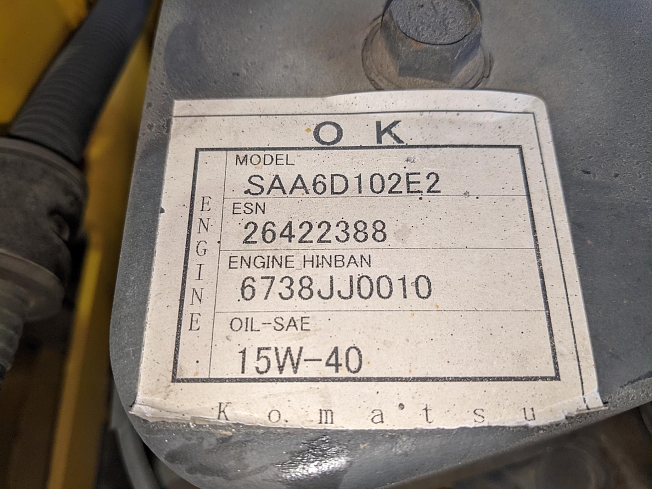 OK
ENGINE
MODEL
SAA6D102E2
ESN
26422388
ENGINE HINBAN
6738JJ0010
OIL-SAE
15W-40
Komatsu